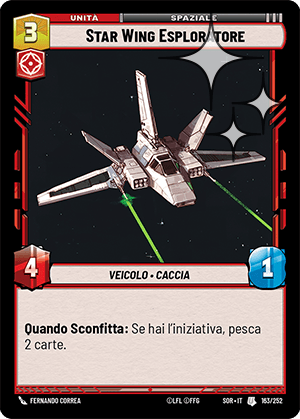 3
UNITÀ
SPAZIALE
STAR WING ESPLORATORE
4
VEICOLO • CACCIA
1
Quando Sconfitta: Se hai l'iniziativa, pesca
2 carte.
FERNANDO CORREA
©LFL ©FFG
SOR • IT
163/252